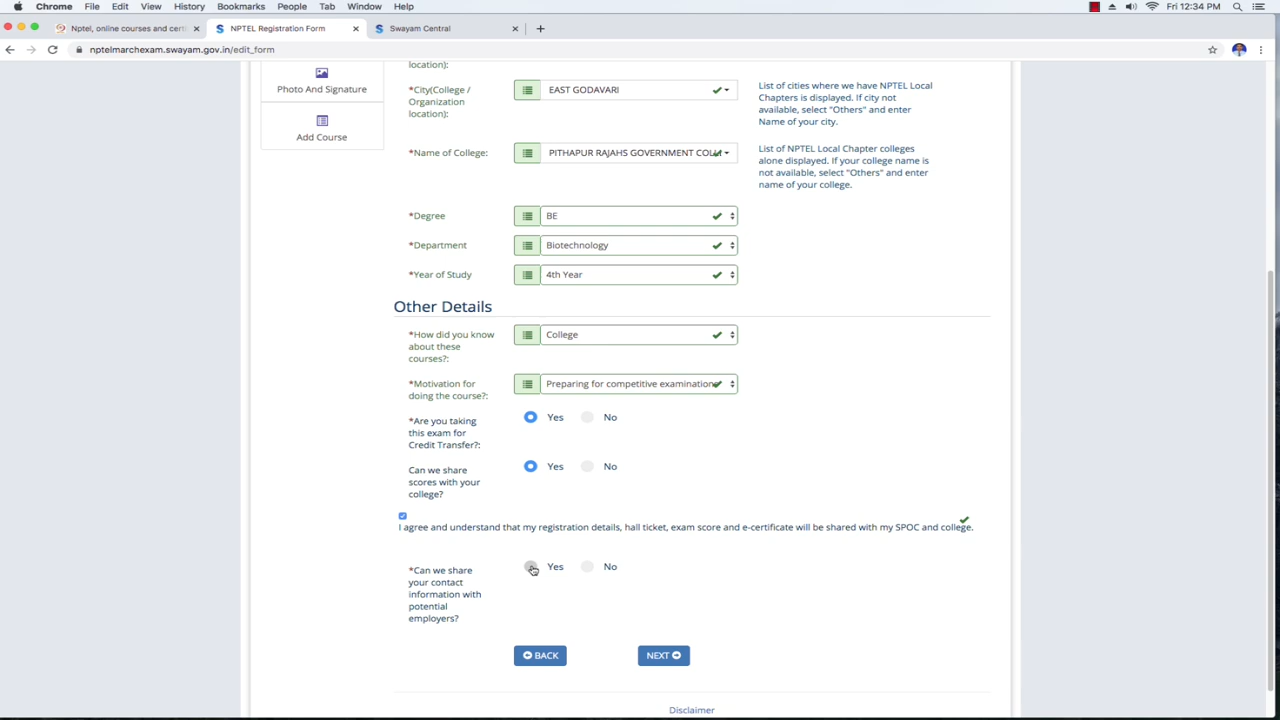 Chrome File Edit View History Bookmarks People Tab Window Help Fri 12:34 PM
Nptel, online courses and cert NPTEL Registration Form Swayam Central
nptelmarchexam.swayam.gov.in/edit_form
location):
Photo And Signature
Add Course
*City(College /
Organization
location):
EAST GODAVARI
List of cities where we have NPTEL Local
Chapters is displayed. If city not
available, select "Others" and enter
Name of your city.
*Name of College:
PITHAPUR RAJAHS GOVERNMENT COLL
List of NPTEL Local Chapter colleges
alone displayed. If your college name is
not available, select "Others" and enter
name of your college.
*Degree BE
*Department Biotechnology
*Year of Study 4th Year
Other Details
*How did you know
about these
courses?:
College
*Motivation for
doing the course?:
Preparing for competitive examination
*Are you taking
this exam for
Credit Transfer?:
Yes No
Can we share
scores with your
college?
Yes No
I agree and understand that my registration details, hall ticket, exam score and e-certificate will be shared with my SPOC and college.
*Can we share
your contact
information with
potential
employers?
Yes No
BACK NEXT
Disclaimer